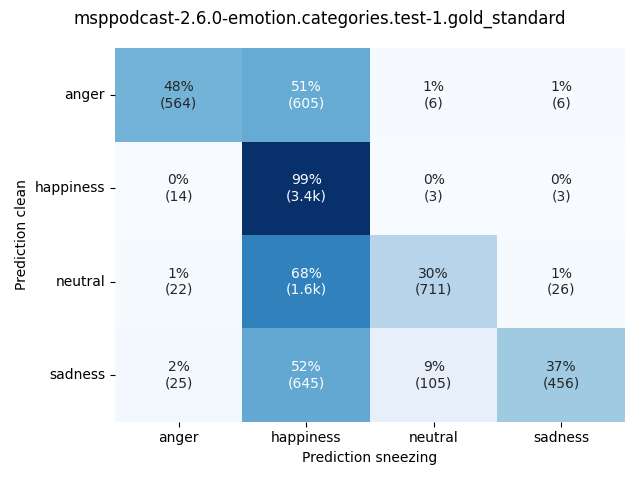 msppodcast-2.6.0-emotion.categories.test-1.gold_standard
anger
48%
(564)
51%
(605)
1%
(6)
1%
(6)
happiness
0%
(14)
99%
(3.4k)
0%
(3)
0%
(3)
neutral
1%
(22)
68%
(1.6k)
30%
(711)
1%
(26)
sadness
2%
(25)
52%
(645)
9%
(105)
37%
(456)
Prediction clean
anger
happiness
neutral
sadness
Prediction sneezing